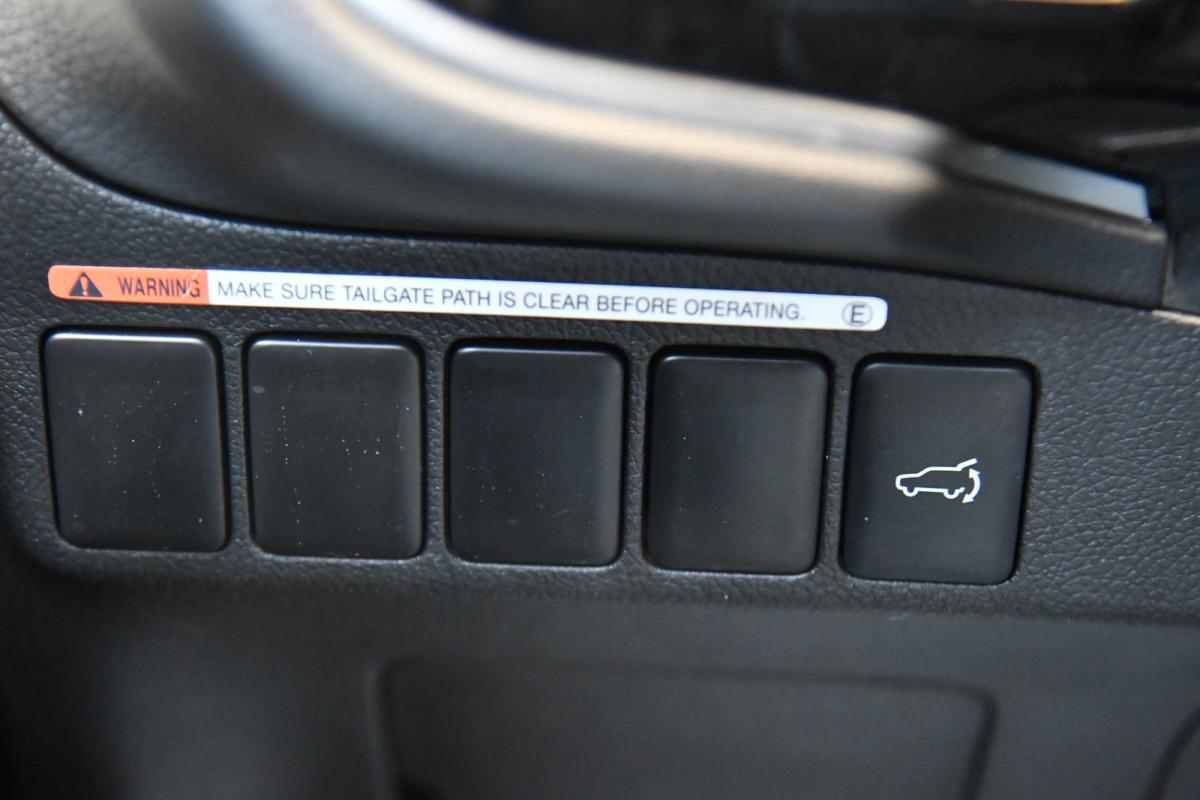 WARNING MAKE SURE TAILGATE PATH IS CLEAR BEFORE OPERATING. Ⓔ